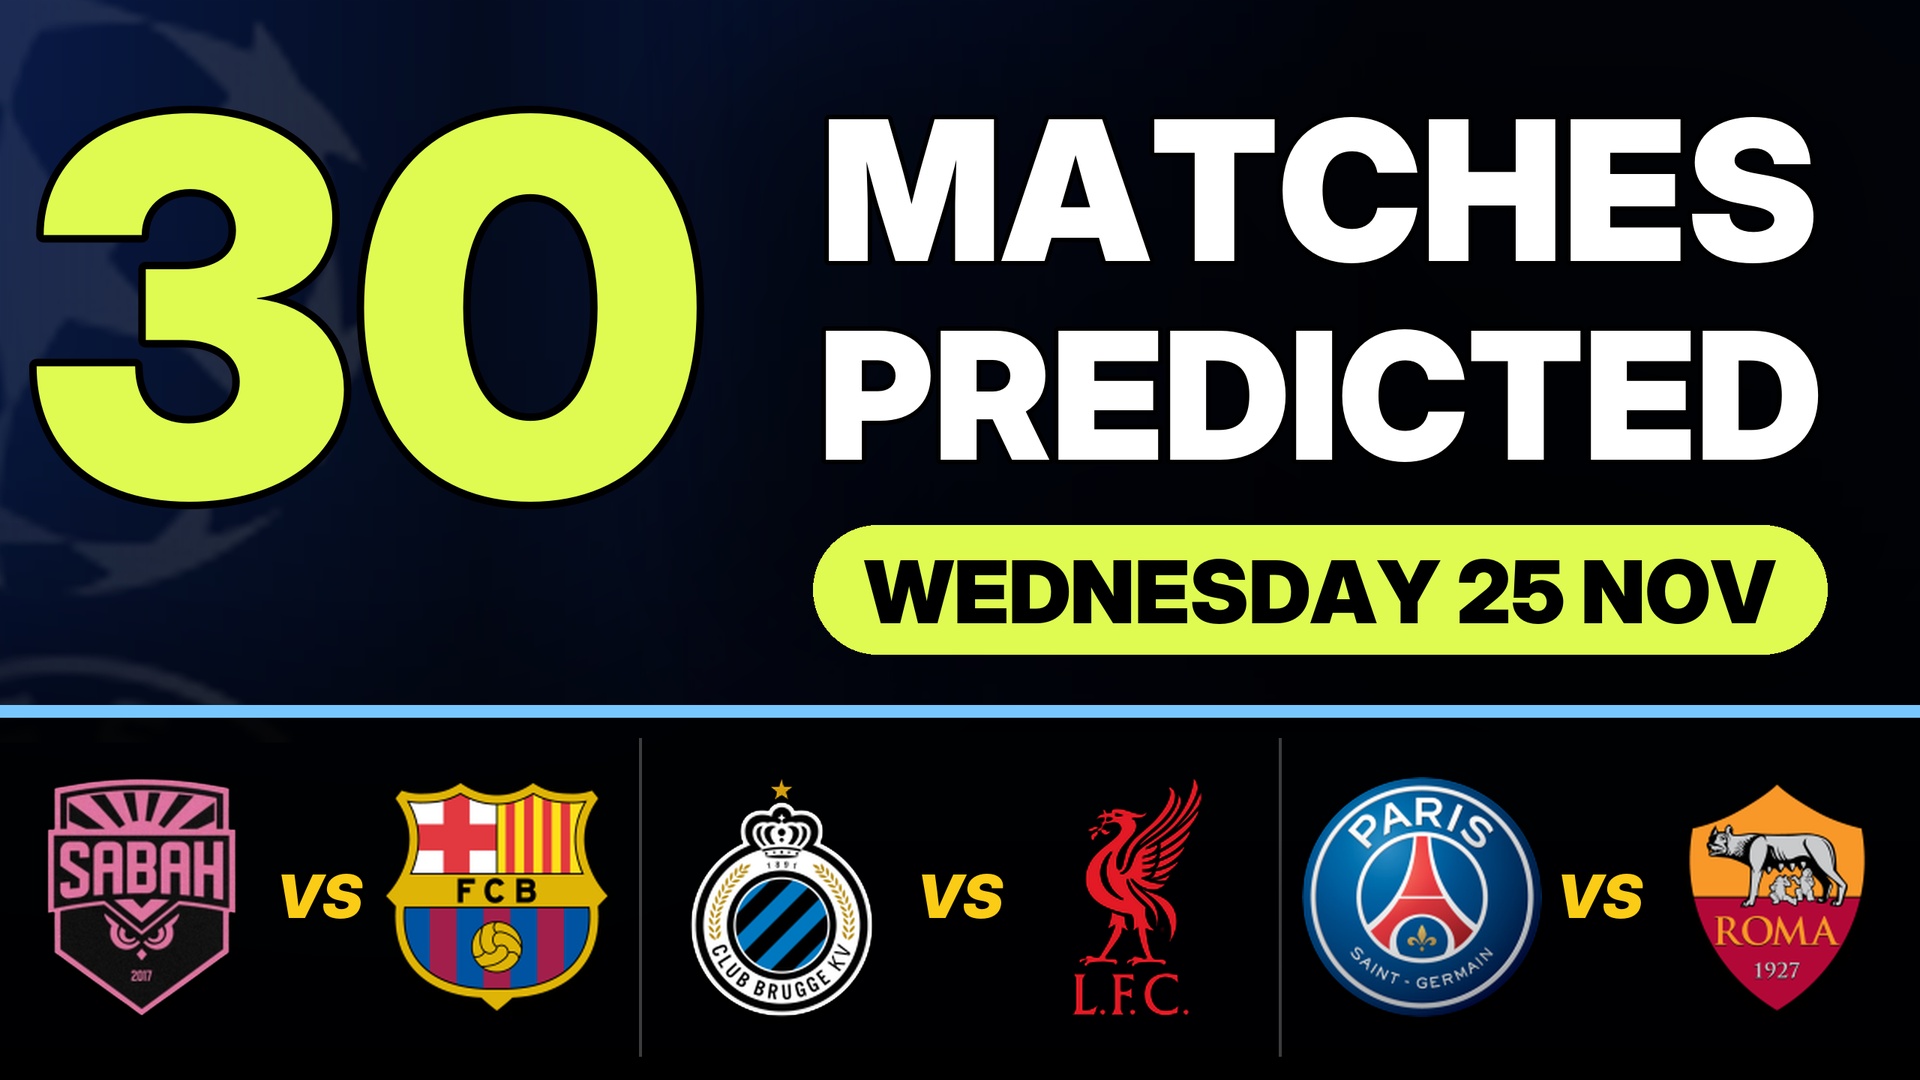 30
MATCHES
PREDICTED
WEDNESDAY 25 NOV
SABAH
2017
VS
FCB
1891
CLUB BRUGGE KV
VS
L.F.C.
PARIS
SAINT-GERMAIN
VS
ROMA
1927